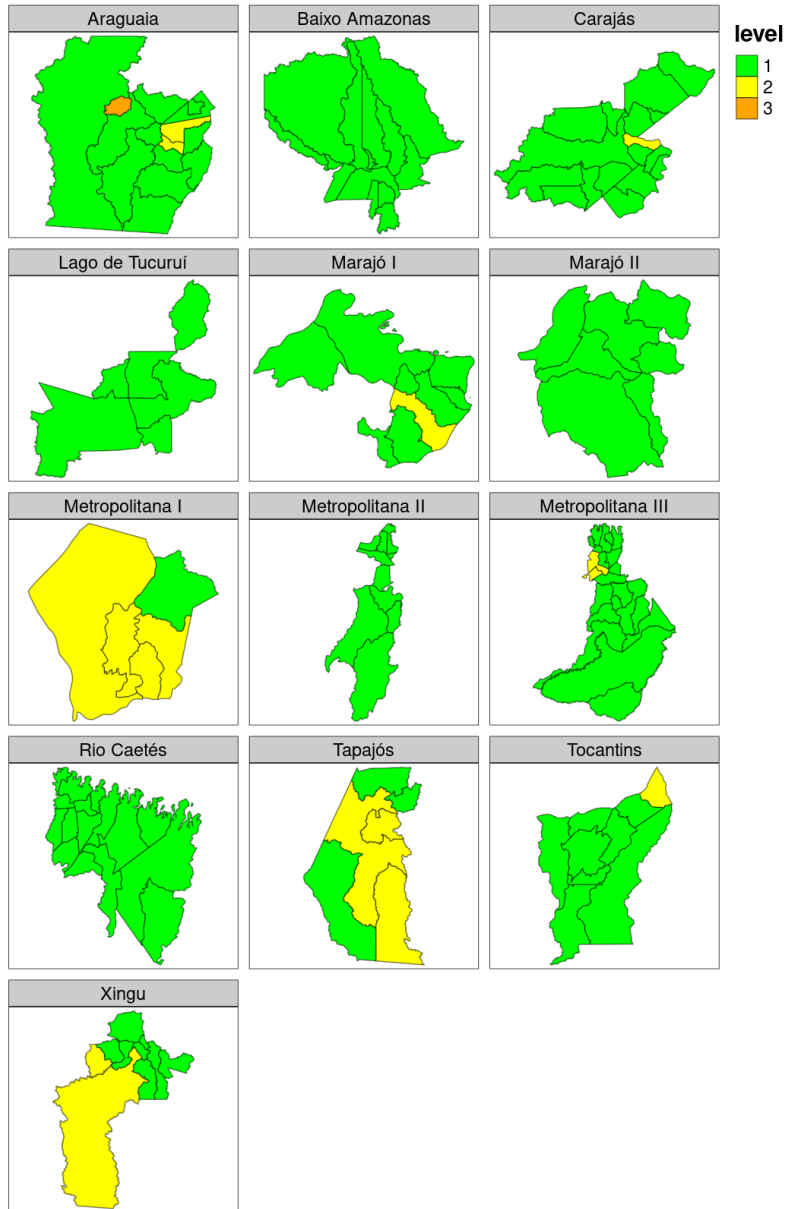 Araguaia
Baixo Amazonas
Carajás
level
1
2
3
Lago de Tucuruí
Marajó I
Marajó II
Metropolitana I
Metropolitana II
Metropolitana III
Rio Caetés
Tapajós
Tocantins
Xingu